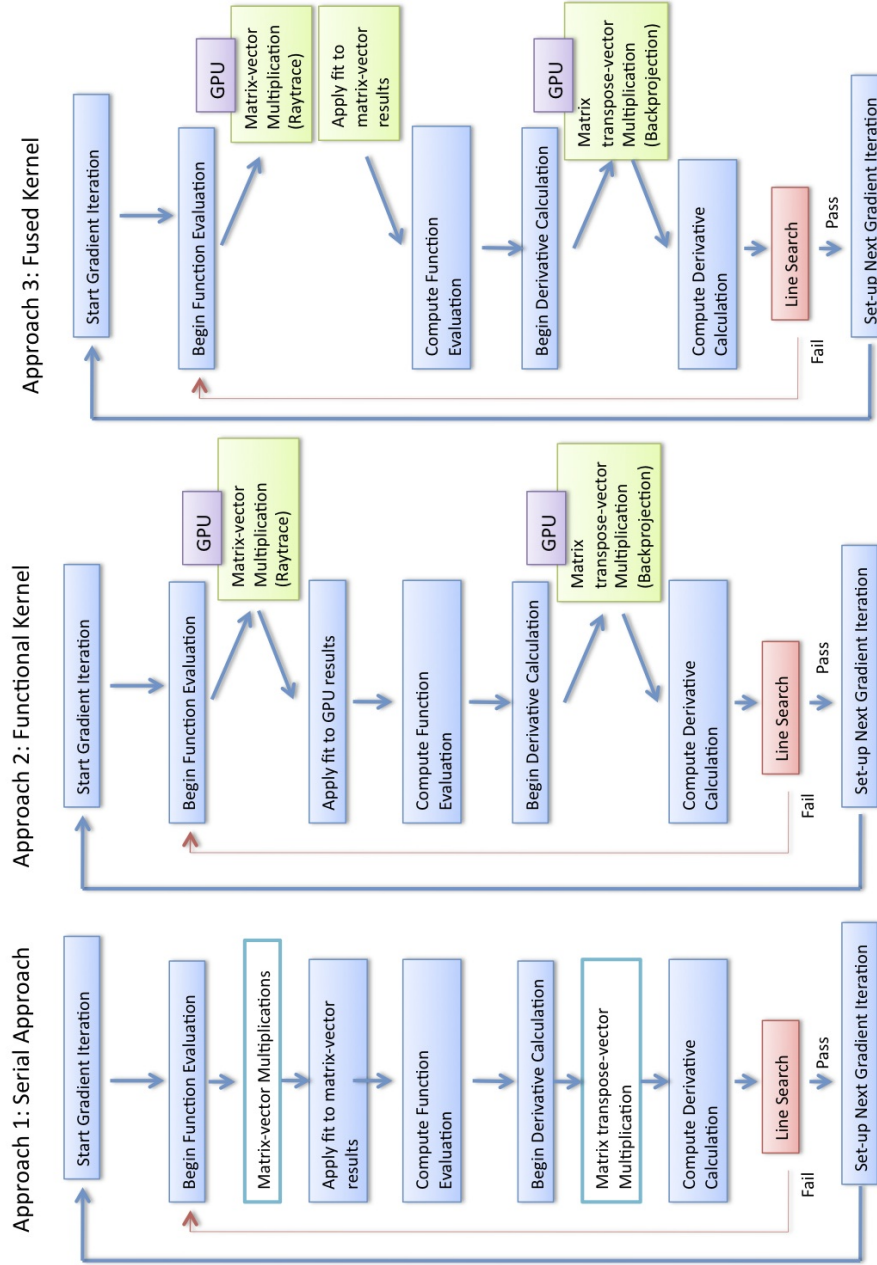 Approach 1: Serial Approach
Start Gradient Iteration
Begin Function Evaluation
Matrix-vector Multiplications
Apply fit to matrix-vector
results
Compute Function
Evaluation
Begin Derivative Calculation
Matrix transpose-vector
Multiplication
Compute Derivative
Calculation
Line Search
Fail
Pass
Set-up Next Gradient Iteration
Approach 2: Functional Kernel
Start Gradient Iteration
Begin Function Evaluation
GPU
Matrix-vector
Multiplication
(Raytrace)
Apply fit to GPU results
Compute Function
Evaluation
Begin Derivative Calculation
GPU
Matrix
transpose-vector
Multiplication
(Backprojection)
Compute Derivative
Calculation
Line Search
Fail
Pass
Set-up Next Gradient Iteration
Approach 3: Fused Kernel
Start Gradient Iteration
Begin Function Evaluation
GPU
Matrix-vector
Multiplication
(Raytrace)
Apply fit to
matrix-vector
results
Compute Function
Evaluation
Begin Derivative Calculation
GPU
Matrix
transpose-vector
Multiplication
(Backprojection)
Compute Derivative
Calculation
Line Search
Fail
Pass
Set-up Next Gradient Iteration